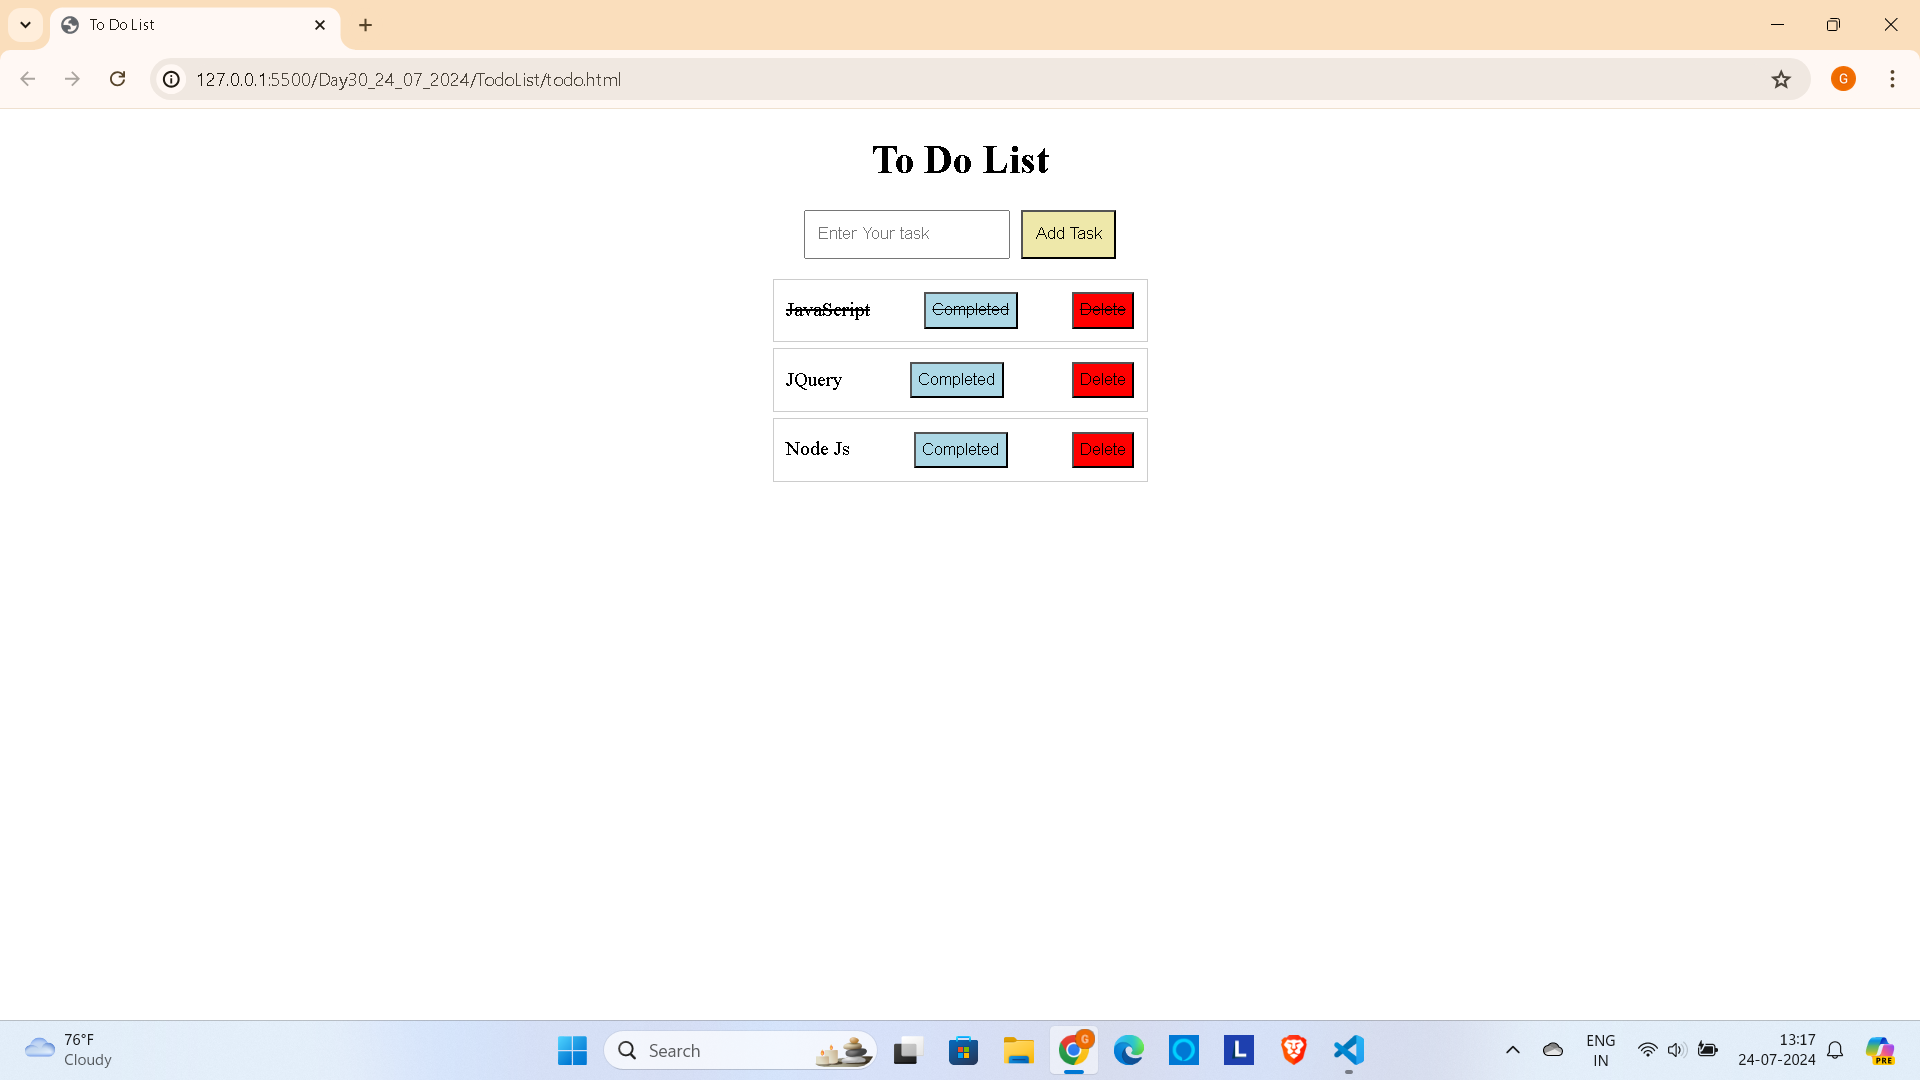 To Do List
127.0.0.1:5500/Day30_24_07_2024/TodoList/todo.html
G
To Do List
Enter Your task Add Task
JavaScript Completed Delete
JQuery Completed Delete
Node Js Completed Delete
76°F
Cloudy
Search
G
L
ENG
IN
13:17
24-07-2024
PRE